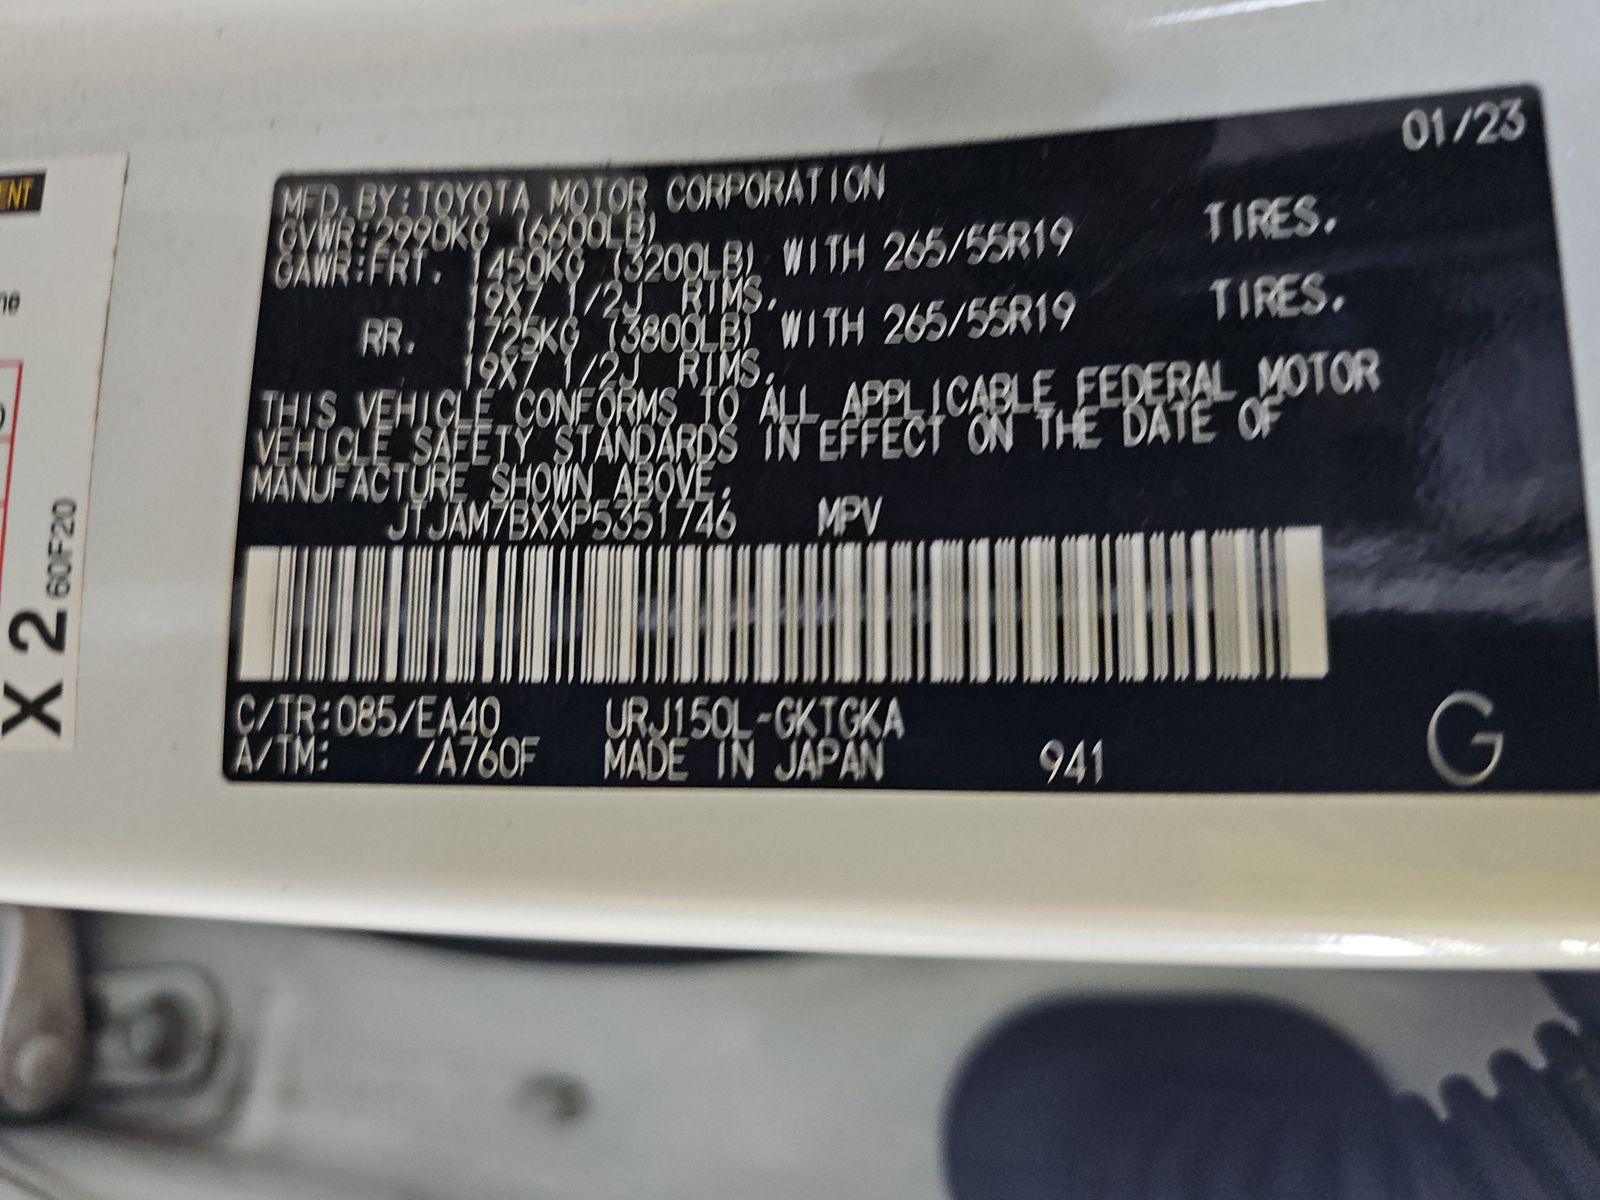 01/23
MFD.BY:TOYOTA MOTOR CORPORATION
GVWR:2990KG (6600LB)
GAWR:FRT. 1450KG (3200LB) WITH 265/55R19 TIRES.
19X7 1/2J RIMS.
RR. 1725KG (3800LB) WITH 265/55R19 TIRES.
19X7 1/2J RIMS.
THIS VEHICLE CONFORMS TO ALL APPLICABLE FEDERAL MOTOR
VEHICLE SAFETY STANDARDS IN EFFECT ON THE DATE OF
MANUFACTURE SHOWN ABOVE.
JTJAM7BXXP5351746 MPV
C/TR:085/EA40 URJ150L-GKTGKA
A/TM: /A760F MADE IN JAPAN 941
G
X 2 60F20